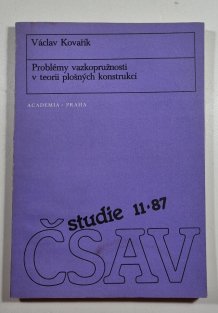 Václav Kovařík
Problémy vazkopružnosti
v teorii plošných konstrukcí
ACADEMIA - PRAHA
studie 11·87
ČSAV